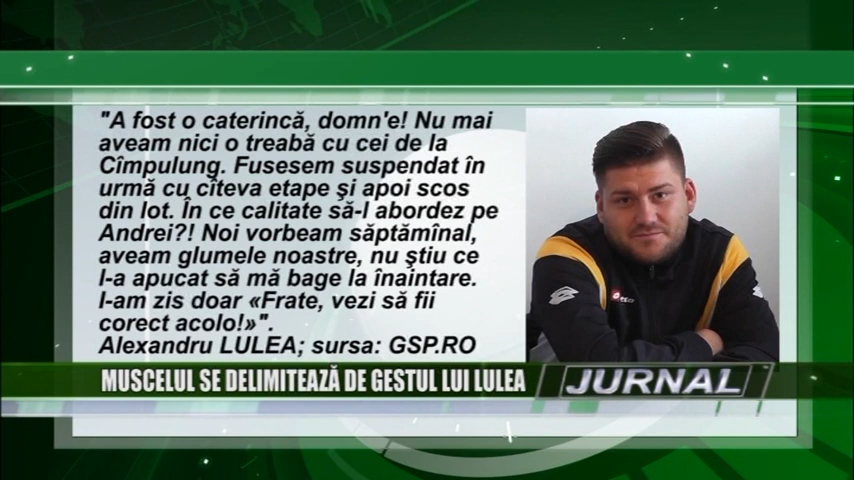 "A fost o caterincă, domn'e! Nu mai
aveam nici o treabă cu cei de la
Cîmpulung. Fusesem suspendat în
urmă cu cîteva etape şi apoi scos
din lot. În ce calitate să-l abordez pe
Andrei?! Noi vorbeam săptămînal,
aveam glumele noastre, nu ştiu ce
l-a apucat să mă bage la înaintare.
I-am zis doar «Frate, vezi să fii
corect acolo!»".
Alexandru LULEA; sursa: GSP.RO
MUSCELUL SE DELIMITEAZĂ DE GESTUL LUI LULEA
JURNAL